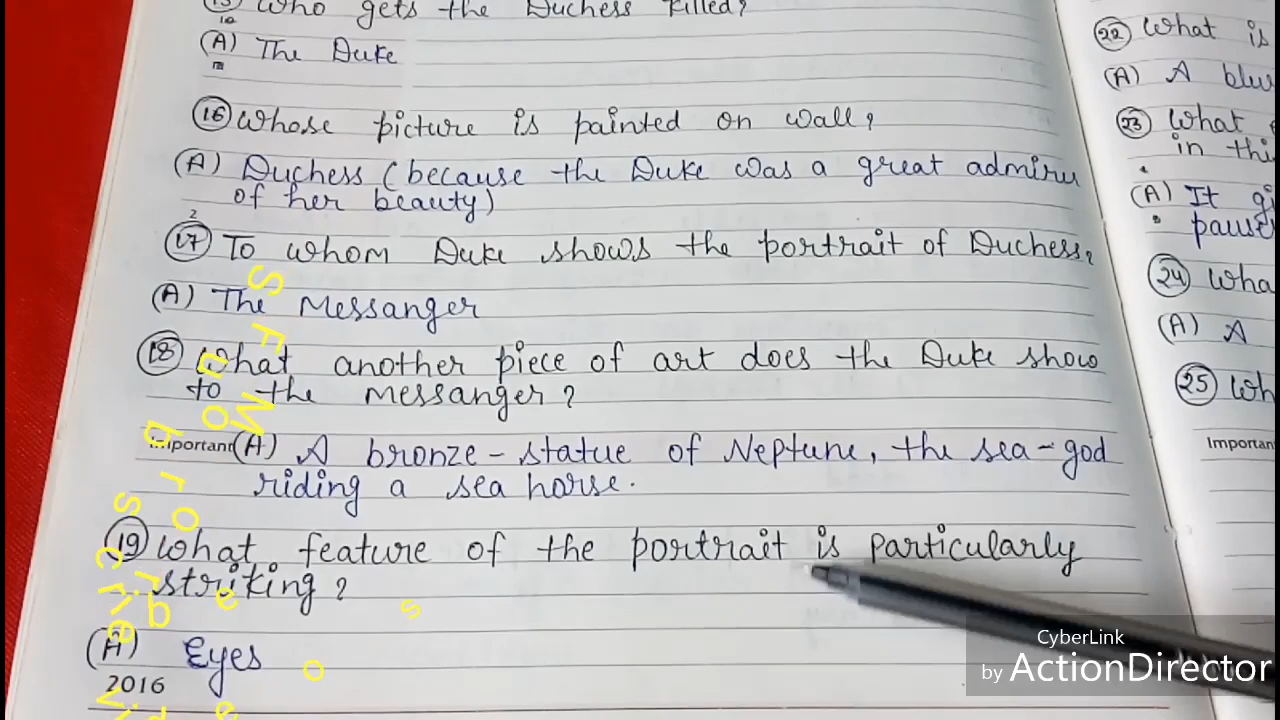 (15) Who gets the Duchess killed?
(A) The Duke
(16) Whose picture is painted on wall?
(A) Duchess (because the Duke was a great admirer
of her beauty)
(17) To whom Duke shows the portrait of Duchess?
(A) The Messanger
(18) What another piece of art does the Duke show
to the messanger?
Important (A) A bronze-statue of Neptune, the sea-god
riding a sea horse.
(19) What feature of the portrait is particularly
striking?
(A) Eyes
2016
(22) What is
(A) A
(23) What
in
(A) It
(24)
(A) A
(25)
Important
CyberLink
by ActionDirector